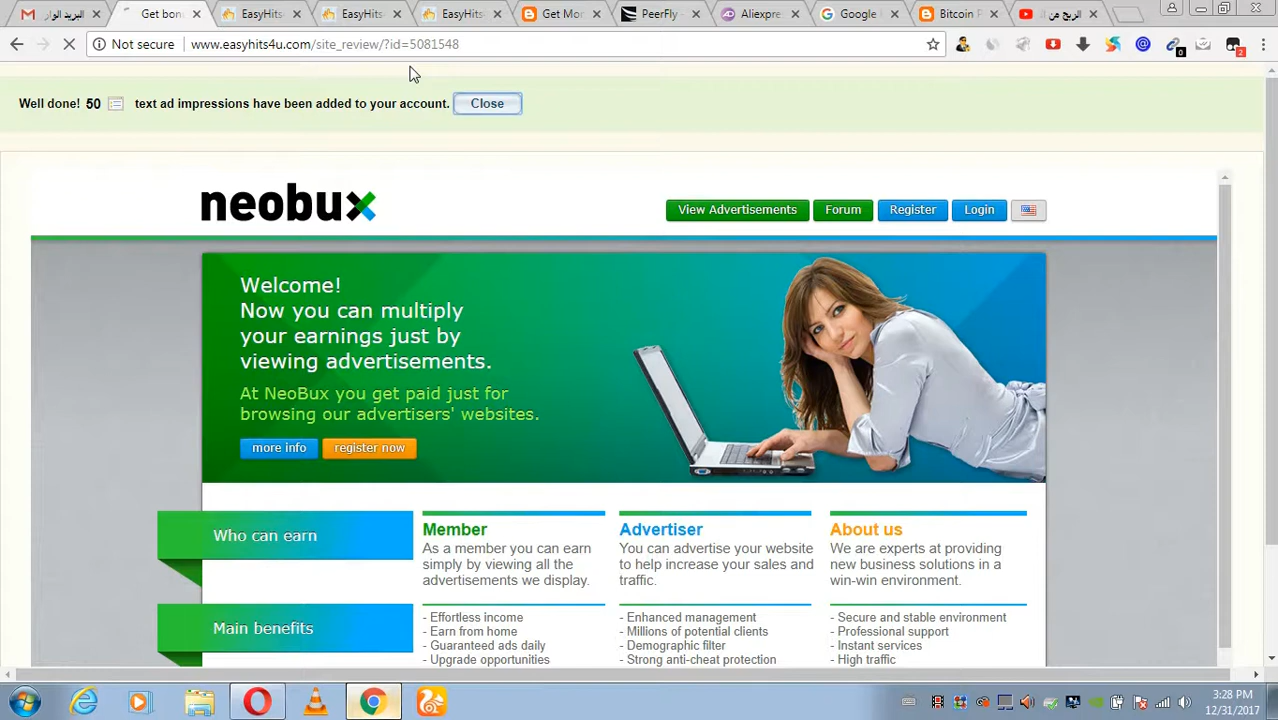 البريد الوار
Get bon
EasyHits
EasyHits
EasyHits
Get Mo
PeerFly
Aliexpre
Google
Bitcoin P
الربح من
Not secure
www.easyhits4u.com/site_review/?id=5081548
0
2
Well done! 50 text ad impressions have been added to your account. Close
neobux
View Advertisements
Forum
Register
Login
Welcome!
Now you can multiply
your earnings just by
viewing advertisements.
At NeoBux you get paid just for
browsing our advertisers' websites.
more info
register now
Who can earn
Member
As a member you can earn
simply by viewing all the
advertisements we display.
Advertiser
You can advertise your website
to help increase your sales and
traffic.
About us
We are experts at providing
new business solutions in a
win-win environment.
Main benefits
- Effortless income
- Earn from home
- Guaranteed ads daily
- Upgrade opportunities
- Enhanced management
- Millions of potential clients
- Demographic filter
- Strong anti-cheat protection
- Secure and stable environment
- Professional support
- Instant services
- High traffic
3:28 PM
12/31/2017